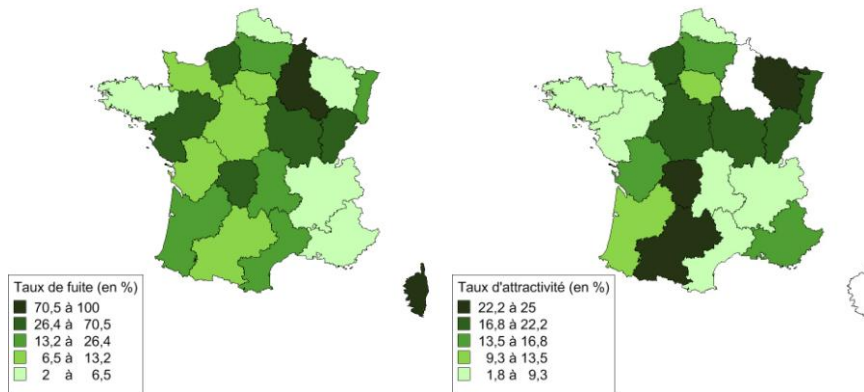 Taux de fuite (en %)
70,5 à 100
26,4 à 70,5
13,2 à 26,4
6,5 à 13,2
2 à 6,5
Taux d'attractivité (en %)
22,2 à 25
16,8 à 22,2
13,5 à 16,8
9,3 à 13,5
1,8 à 9,3